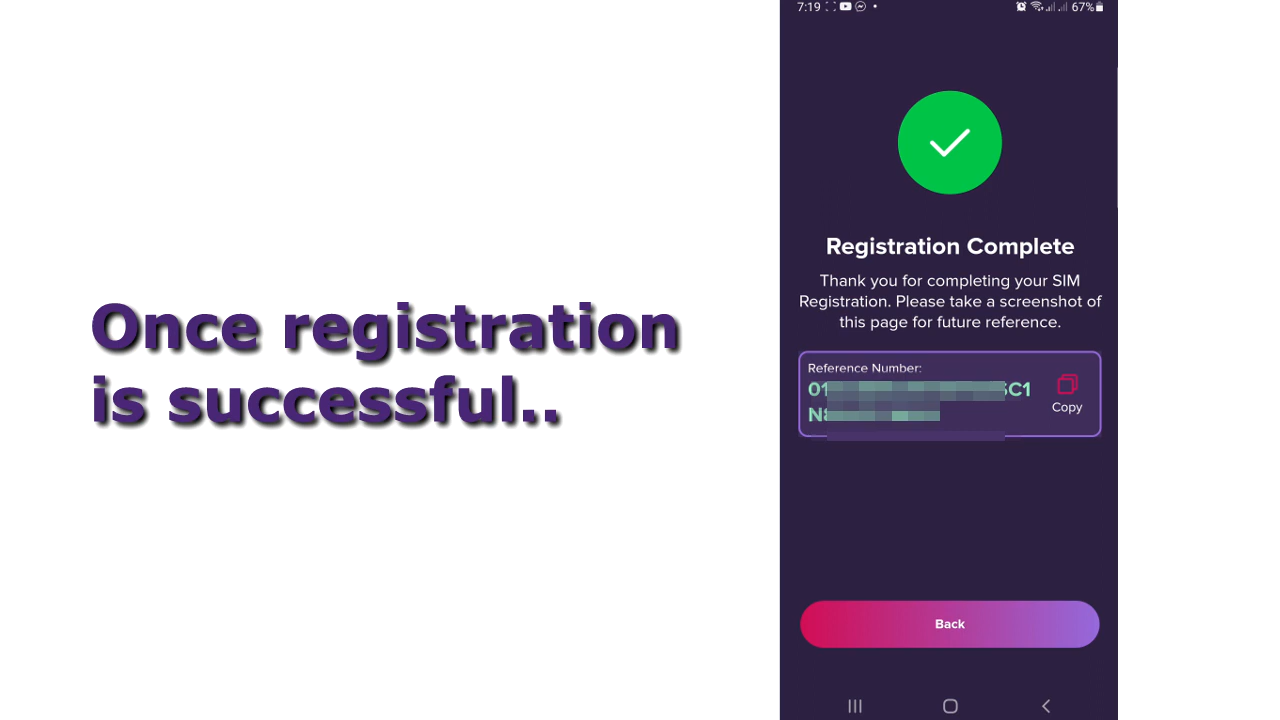 Once registration
is successful..
7:19
67%
Registration Complete
Thank you for completing your SIM
Registration. Please take a screenshot of
this page for future reference.
Reference Number:
Copy
Back